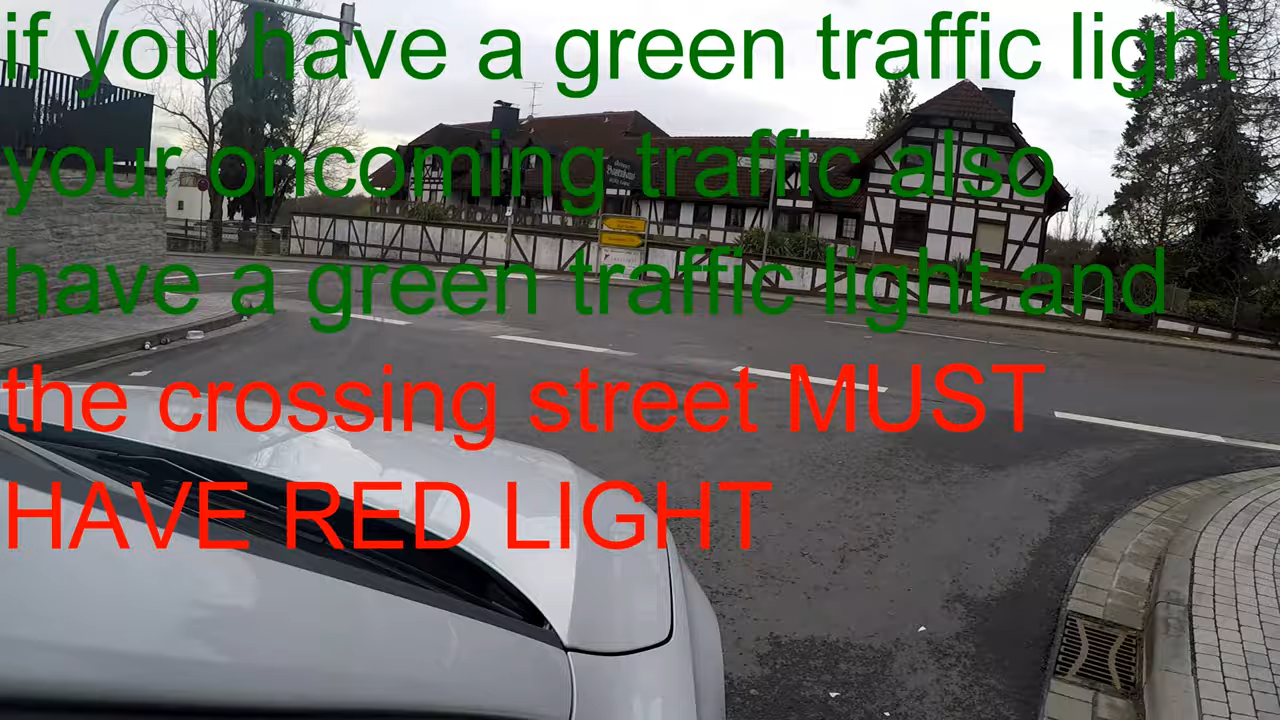 if you have a green traffic light
your oncoming traffic also
have a green traffic light and
the crossing street MUST
HAVE RED LIGHT